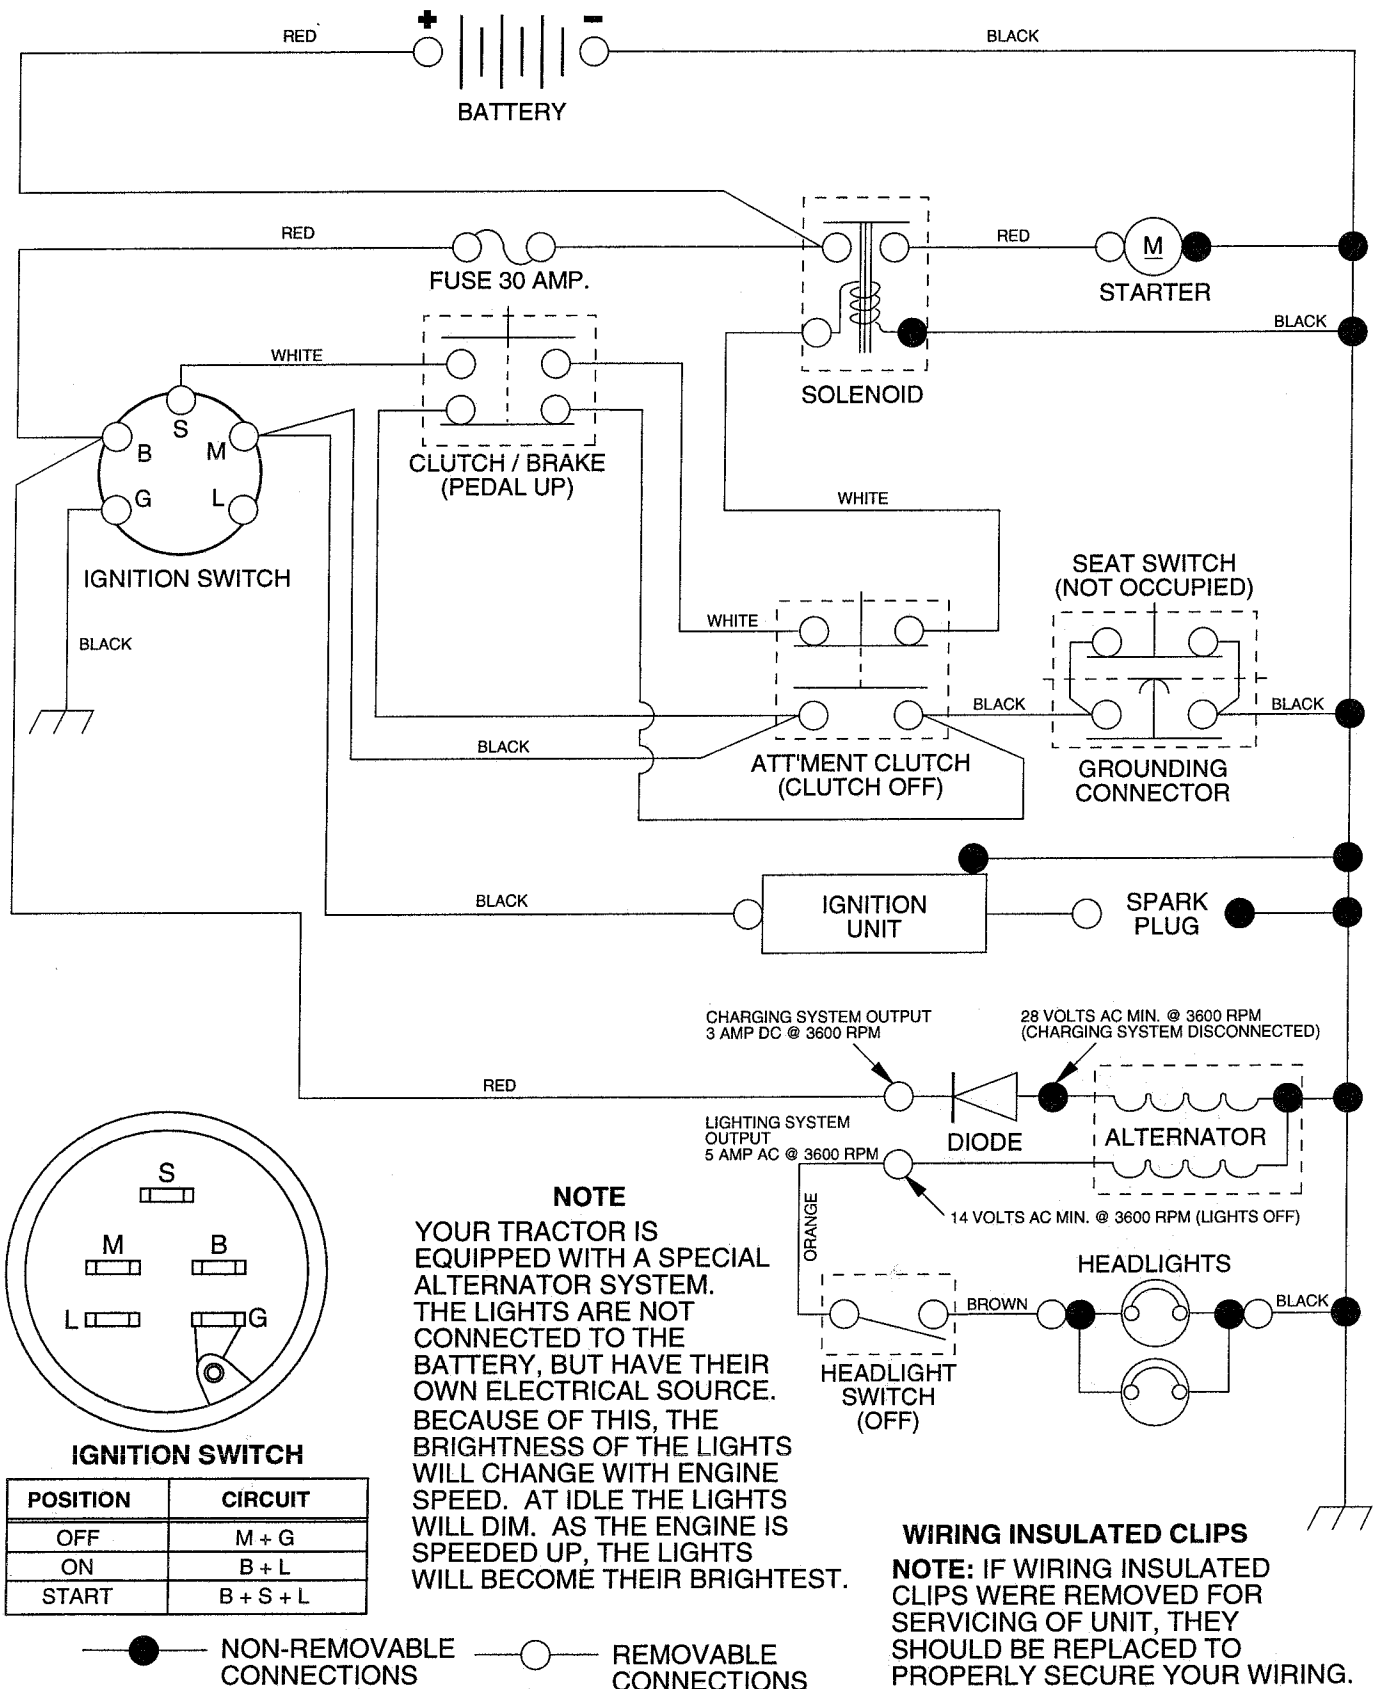 RED
+
−
BLACK
BATTERY
RED
FUSE 30 AMP.
RED
M
STARTER
BLACK
SOLENOID
WHITE
S
B
M
G
L
IGNITION SWITCH
CLUTCH / BRAKE
(PEDAL UP)
WHITE
BLACK
WHITE
SEAT SWITCH
(NOT OCCUPIED)
BLACK
BLACK
BLACK
ATT'MENT CLUTCH
(CLUTCH OFF)
GROUNDING
CONNECTOR
BLACK
IGNITION
UNIT
SPARK
PLUG
CHARGING SYSTEM OUTPUT
3 AMP DC @ 3600 RPM
28 VOLTS AC MIN. @ 3600 RPM
(CHARGING SYSTEM DISCONNECTED)
RED
DIODE
ALTERNATOR
LIGHTING SYSTEM
OUTPUT
5 AMP AC @ 3600 RPM
14 VOLTS AC MIN. @ 3600 RPM (LIGHTS OFF)
ORANGE
HEADLIGHTS
BROWN
BLACK
HEADLIGHT
SWITCH
(OFF)
S
M
B
L
G
IGNITION SWITCH
POSITION CIRCUIT
OFF M + G
ON B + L
START B + S + L
NOTE
YOUR TRACTOR IS
EQUIPPED WITH A SPECIAL
ALTERNATOR SYSTEM.
THE LIGHTS ARE NOT
CONNECTED TO THE
BATTERY, BUT HAVE THEIR
OWN ELECTRICAL SOURCE.
BECAUSE OF THIS, THE
BRIGHTNESS OF THE LIGHTS
WILL CHANGE WITH ENGINE
SPEED. AT IDLE THE LIGHTS
WILL DIM. AS THE ENGINE IS
SPEEDED UP, THE LIGHTS
WILL BECOME THEIR BRIGHTEST.
WIRING INSULATED CLIPS
NOTE: IF WIRING INSULATED
CLIPS WERE REMOVED FOR
SERVICING OF UNIT, THEY
SHOULD BE REPLACED TO
PROPERLY SECURE YOUR WIRING.
NON-REMOVABLE
CONNECTIONS
REMOVABLE
CONNECTIONS